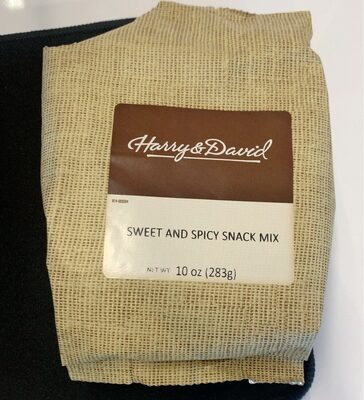 Harry & David
SWEET AND SPICY SNACK MIX
NET WT 10 oz (283g)